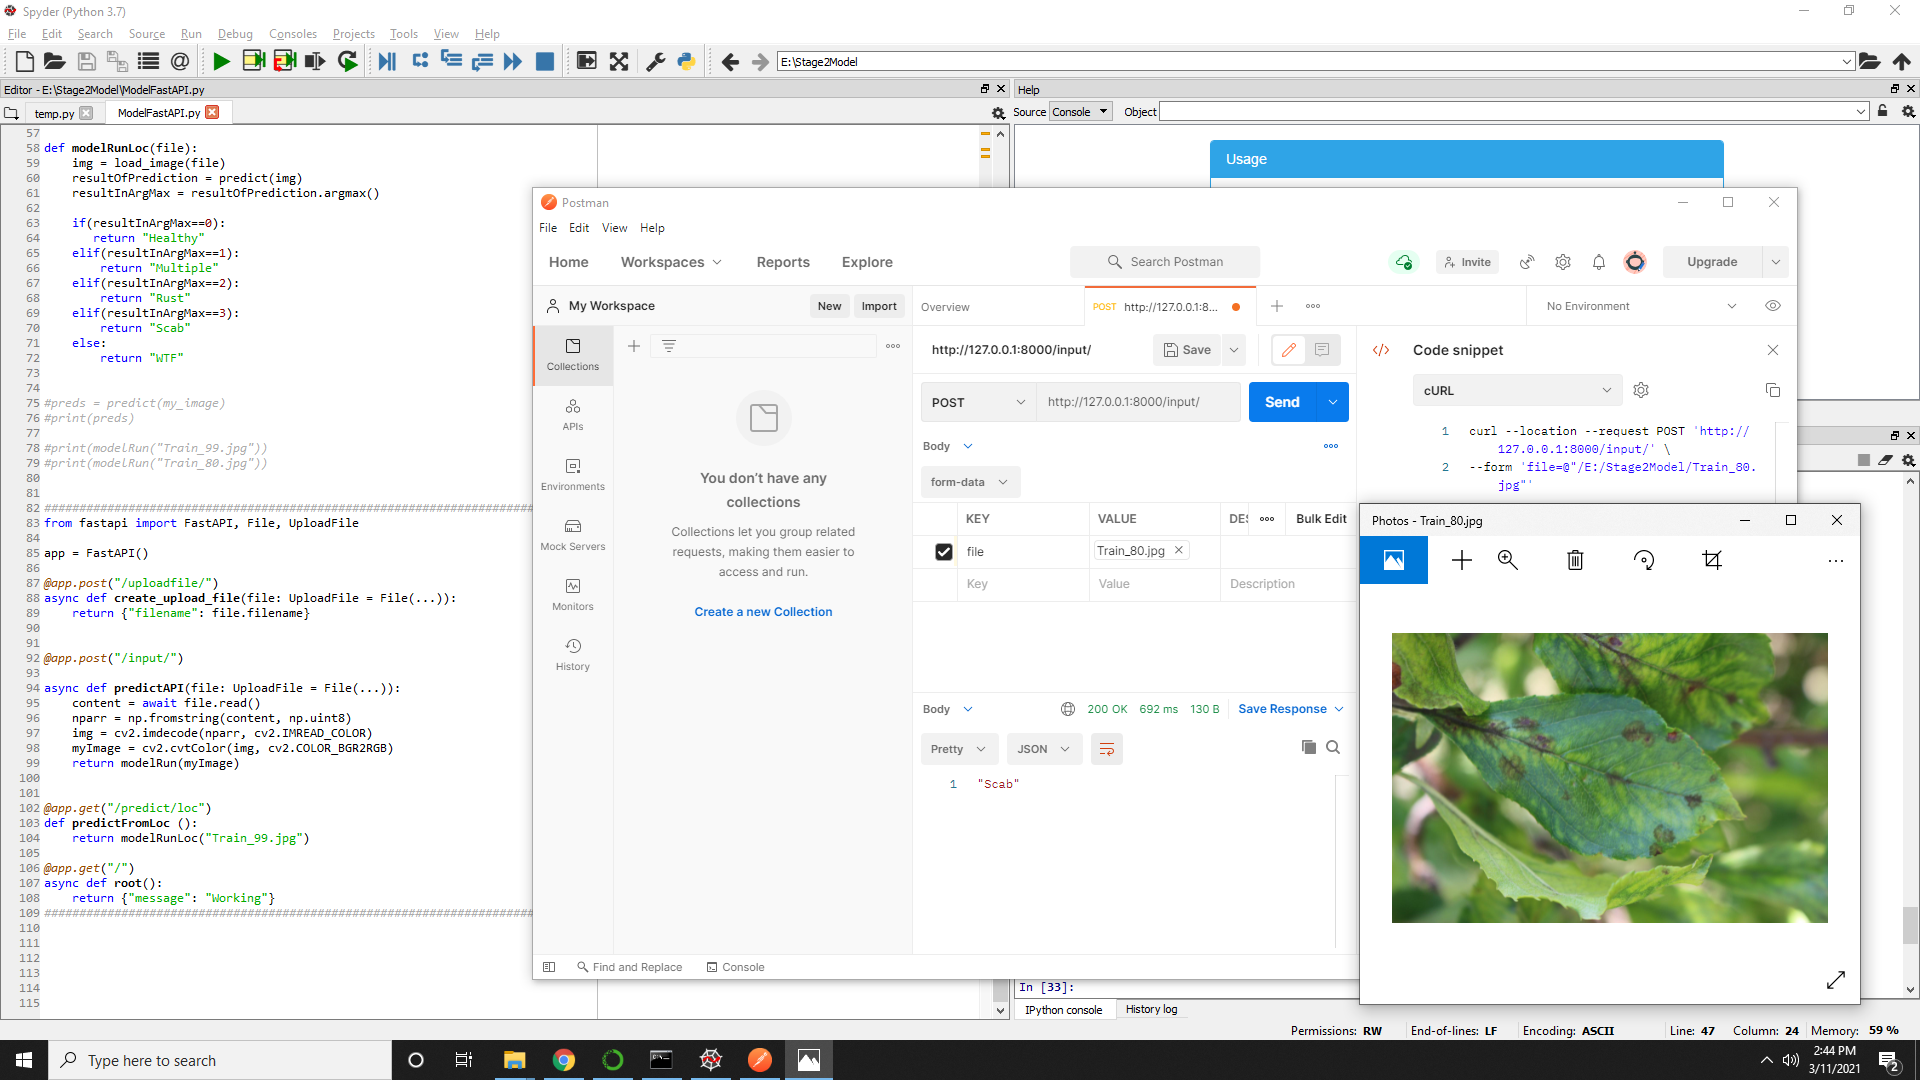 Spyder (Python 3.7)
File Edit Search Source Run Debug Consoles Projects Tools View Help
E:\Stage2Model
Editor - E:\Stage2Model\ModelFastAPI.py
temp.py ModelFastAPI.py
57
58 def modelRunLoc(file):
59 img = load_image(file)
60 resultOfPrediction = predict(img)
61 resultInArgMax = resultOfPrediction.argmax()
62
63 if(resultInArgMax==0):
64 return "Healthy"
65 elif(resultInArgMax==1):
66 return "Multiple"
67 elif(resultInArgMax==2):
68 return "Rust"
69 elif(resultInArgMax==3):
70 return "Scab"
71 else:
72 return "WTF"
73
74
75 #preds = predict(my_image)
76 #print(preds)
77
78 #print(modelRun("Train_99.jpg"))
79 #print(modelRun("Train_80.jpg"))
80
81
82 ######################################################################
83 from fastapi import FastAPI, File, UploadFile
84
85 app = FastAPI()
86
87 @app.post("/uploadfile/")
88 async def create_upload_file(file: UploadFile = File(...)):
89 return {"filename": file.filename}
90
91
92 @app.post("/input/")
93
94 async def predictAPI(file: UploadFile = File(...)):
95 content = await file.read()
96 nparr = np.fromstring(content, np.uint8)
97 img = cv2.imdecode(nparr, cv2.IMREAD_COLOR)
98 myImage = cv2.cvtColor(img, cv2.COLOR_BGR2RGB)
99 return modelRun(myImage)
100
101
102 @app.get("/predict/loc")
103 def predictFromLoc ():
104 return modelRunLoc("Train_99.jpg")
105
106 @app.get("/")
107 async def root():
108 return {"message": "Working"}
109 ######################################################################
110
111
112
113
114
115
Help
Source Console Object
Usage
Postman
File Edit View Help
Home Workspaces Reports Explore Search Postman Invite Upgrade
My Workspace New Import
Overview POST http://127.0.0.1:8... No Environment
Collections
APIs
Environments
Mock Servers
Monitors
History
You don't have any
collections
Collections let you group related
requests, making them easier to
access and run.
Create a new Collection
http://127.0.0.1:8000/input/ Save
POST http://127.0.0.1:8000/input/ Send
Body
form-data
KEY VALUE DES Bulk Edit
file Train_80.jpg
Key Value Description
Body 200 OK 692 ms 130 B Save Response
Pretty JSON
1 "Scab"
Find and Replace Console
Code snippet
cURL
1 curl --location --request POST 'http://
127.0.0.1:8000/input/' \
2 --form 'file=@"/E:/Stage2Model/Train_80.
jpg"'
Photos - Train_80.jpg
In [33]:
IPython console History log
Permissions: RW End-of-lines: LF Encoding: ASCII Line: 47 Column: 24 Memory: 59 %
Type here to search
2:44 PM
3/11/2021
2